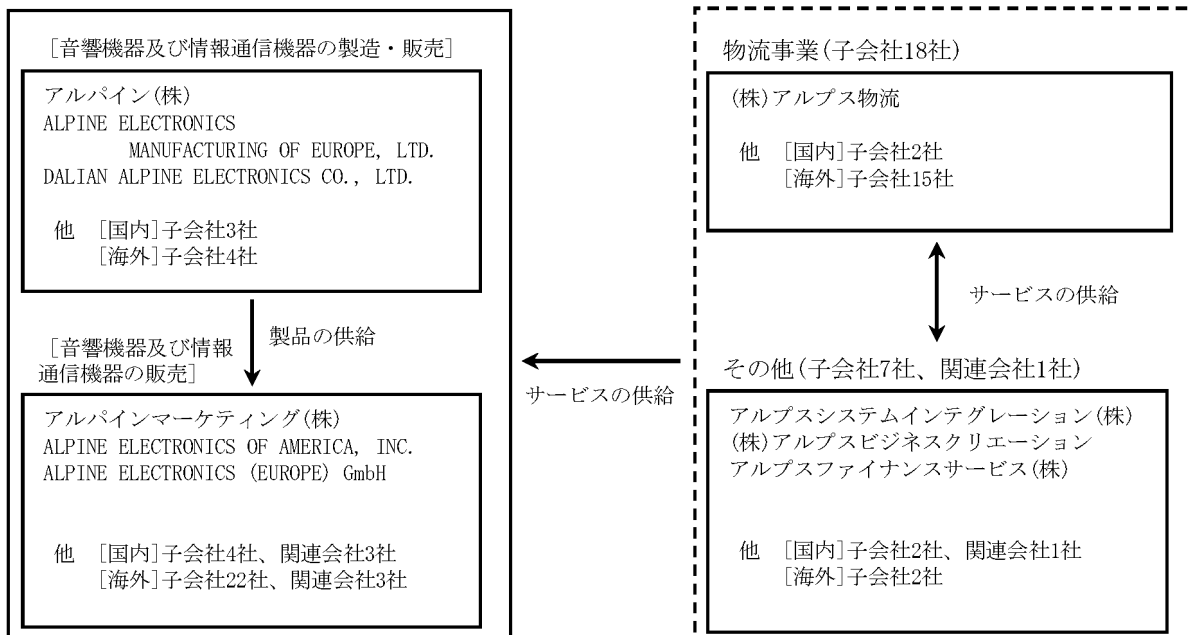 [音響機器及び情報通信機器の製造・販売]
アルパイン(株)
ALPINE ELECTRONICS
MANUFACTURING OF EUROPE, LTD.
DALIAN ALPINE ELECTRONICS CO., LTD.
他 [国内]子会社3社
[海外]子会社4社
製品の供給
[音響機器及び情報
通信機器の販売]
アルパインマーケティング(株)
ALPINE ELECTRONICS OF AMERICA, INC.
ALPINE ELECTRONICS (EUROPE) GmbH
他 [国内]子会社4社、関連会社3社
[海外]子会社22社、関連会社3社
サービスの供給
物流事業(子会社18社)
(株)アルプス物流
他 [国内]子会社2社
[海外]子会社15社
サービスの供給
その他(子会社7社、関連会社1社)
アルプスシステムインテグレーション(株)
(株)アルプスビジネスクリエーション
アルプスファイナンスサービス(株)
他 [国内]子会社2社、関連会社1社
[海外]子会社2社